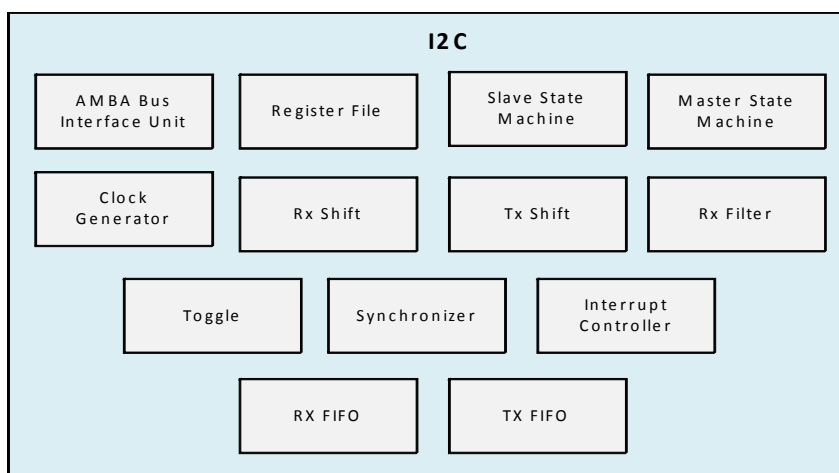 I2C
AMBA Bus
Interface Unit
Register File
Slave State
Machine
Master State
Machine
Clock
Generator
Rx Shift
Tx Shift
Rx Filter
Toggle
Synchronizer
Interrupt
Controller
RX FIFO
TX FIFO